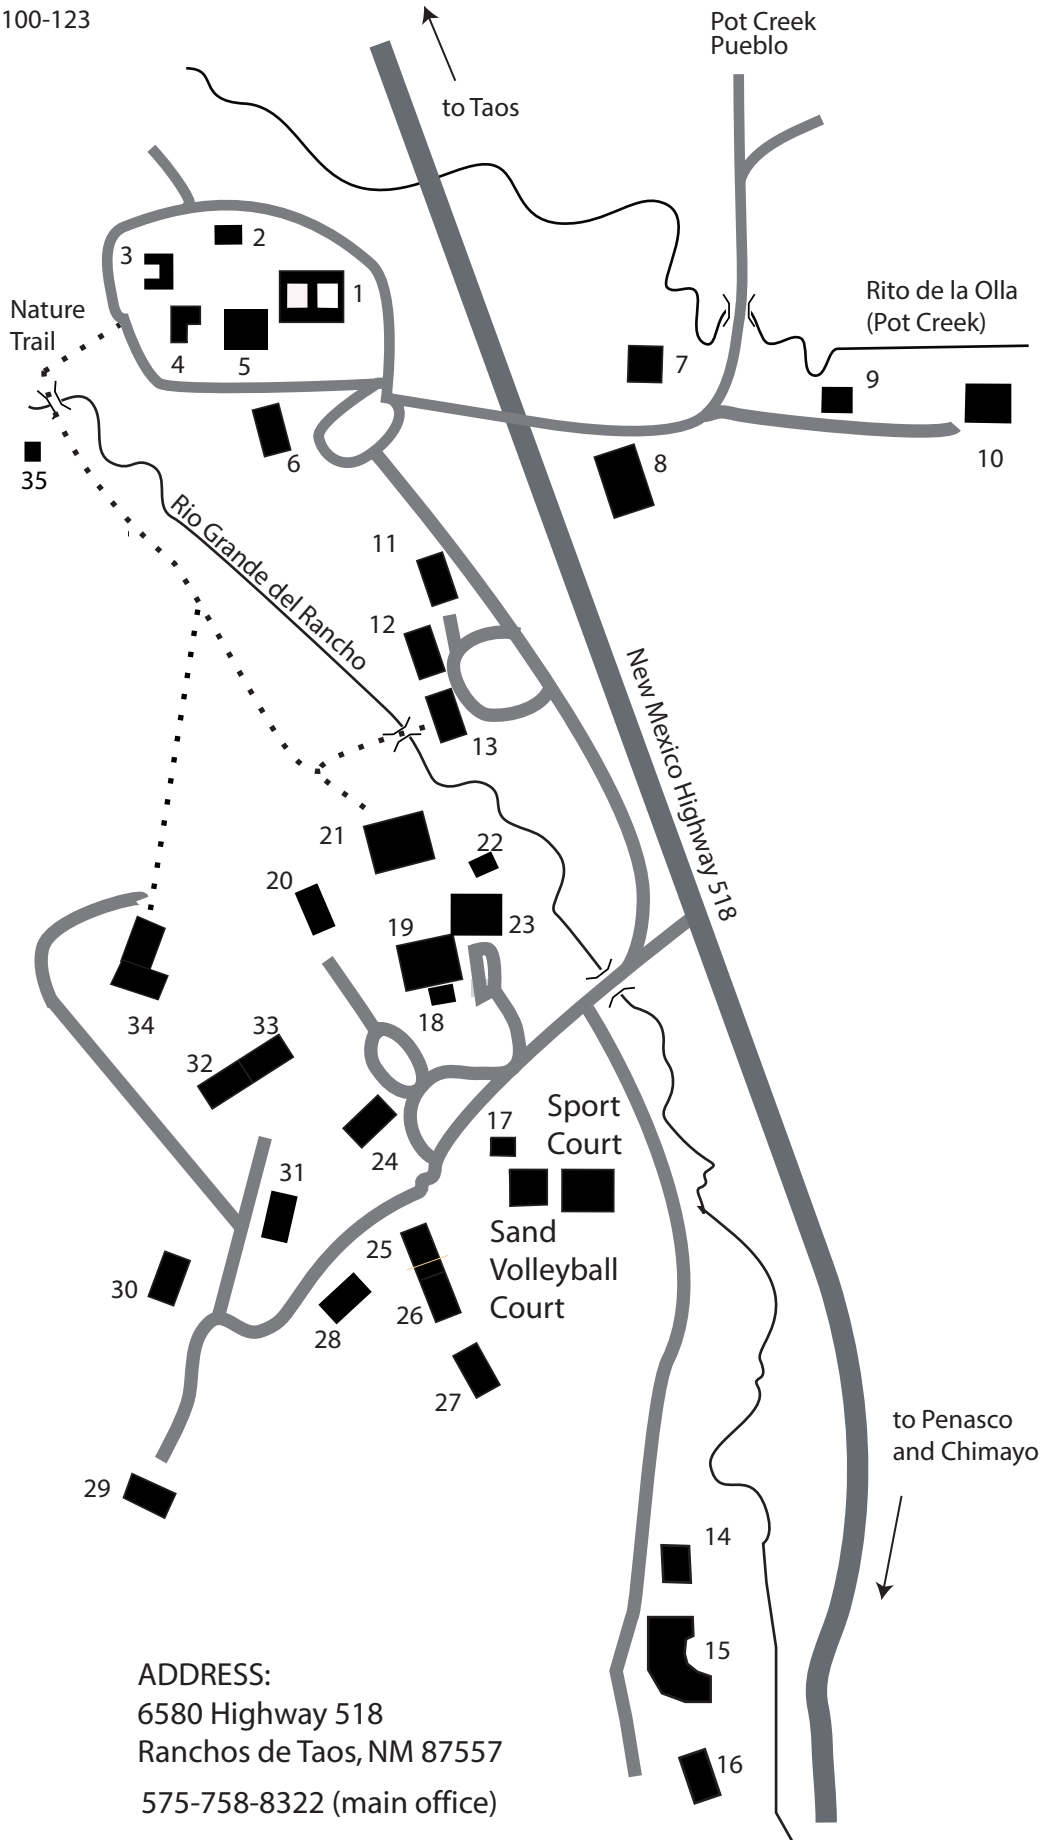 100-123
Pot Creek
Pueblo
to Taos
2
3
1
Rito de la Olla
(Pot Creek)
Nature
Trail
4
5
7
9
6
8
10
35
Rio Grande del Rancho
11
12
13
New Mexico Highway 518
21
22
20
19
23
18
34
33
32
Sport
Court
17
24
31
Sand
Volleyball
Court
25
30
26
28
27
to Penasco
and Chimayo
29
14
15
16
ADDRESS:
6580 Highway 518
Ranchos de Taos, NM 87557
575-758-8322 (main office)